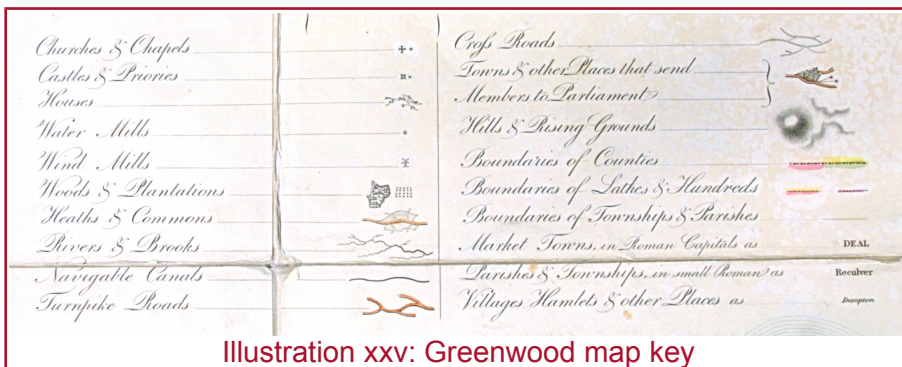 Churches & Chapels
Castles & Priories
Houses
Water Mills
Wind Mills
Woods & Plantations
Heaths & Commons
Rivers & Brooks
Navigable Canals
Turnpike Roads
Cross Roads
Towns & other Places that send
Members to Parliament
Hills & Rising Grounds
Boundaries of Counties
Boundaries of Lathes & Hundreds
Boundaries of Townships & Parishes
Market Towns, in Roman Capitals as DEAL
Parishes & Townships, in small Roman as Reculver
Villages Hamlets & other Places as Dumpton
Illustration xxv: Greenwood map key